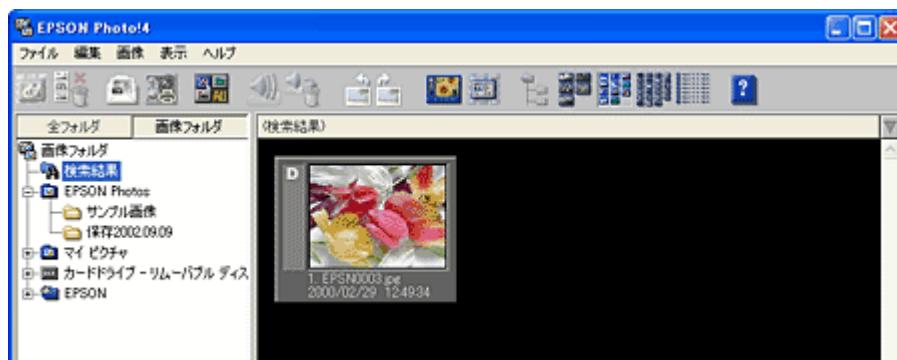 EPSON Photo!4
ファイル 編集 画像 表示 ヘルプ
ALL
?
全フォルダ 画像フォルダ (検索結果)
画像フォルダ
検索結果
EPSON Photos
サンプル画像
保存2002.09.09
マイ ピクチャ
カードドライブ - リムーバブル ディス
EPSON
D
1. EPSN0003.jpg
2000/02/29 12:49:34